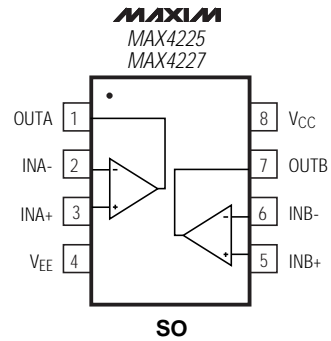 MAXIM
MAX4225
MAX4227
OUTA 1
8 VCC
INA- 2
7 OUTB
INA+ 3
6 INB-
VEE 4
5 INB+
-
+
-
+
SO